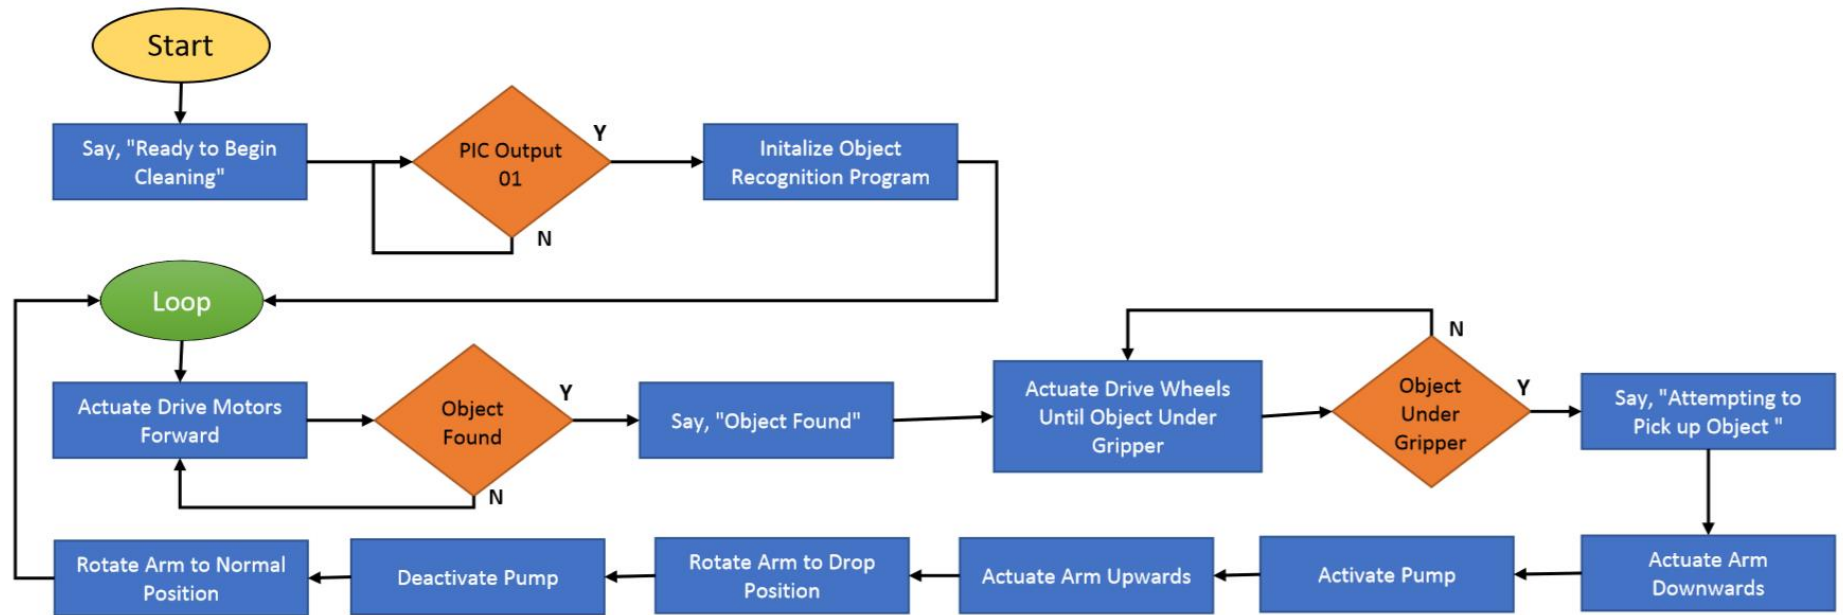 Start
Say, "Ready to Begin
Cleaning"
PIC Output
01
Y
N
Initalize Object
Recognition Program
Loop
Actuate Drive Motors
Forward
Object
Found
Y
N
Say, "Object Found"
Actuate Drive Wheels
Until Object Under
Gripper
Object
Under
Gripper
N
Y
Say, "Attempting to
Pick up Object "
Actuate Arm
Downwards
Activate Pump
Actuate Arm Upwards
Rotate Arm to Drop
Position
Deactivate Pump
Rotate Arm to Normal
Position